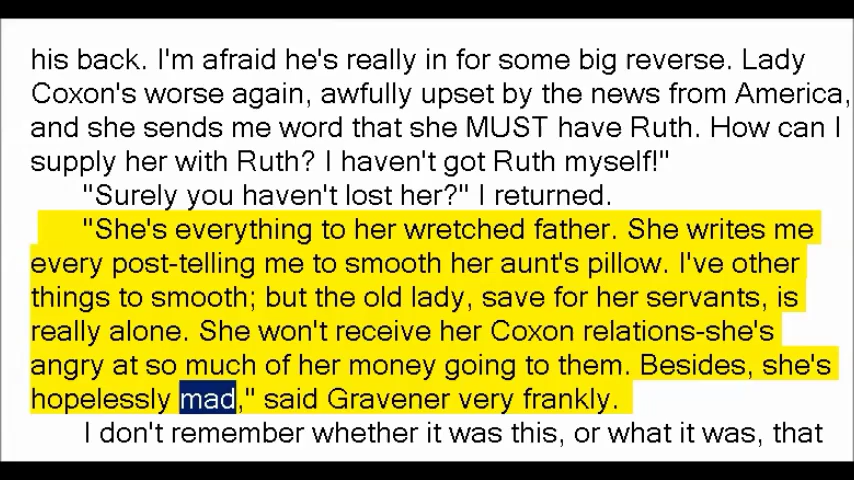 his back. I'm afraid he's really in for some big reverse. Lady
Coxon's worse again, awfully upset by the news from America,
and she sends me word that she MUST have Ruth. How can I
supply her with Ruth? I haven't got Ruth myself!"
"Surely you haven't lost her?" I returned.
"She's everything to her wretched father. She writes me
every post-telling me to smooth her aunt's pillow. I've other
things to smooth; but the old lady, save for her servants, is
really alone. She won't receive her Coxon relations-she's
angry at so much of her money going to them. Besides, she's
hopelessly mad," said Gravener very frankly.
I don't remember whether it was this, or what it was, that